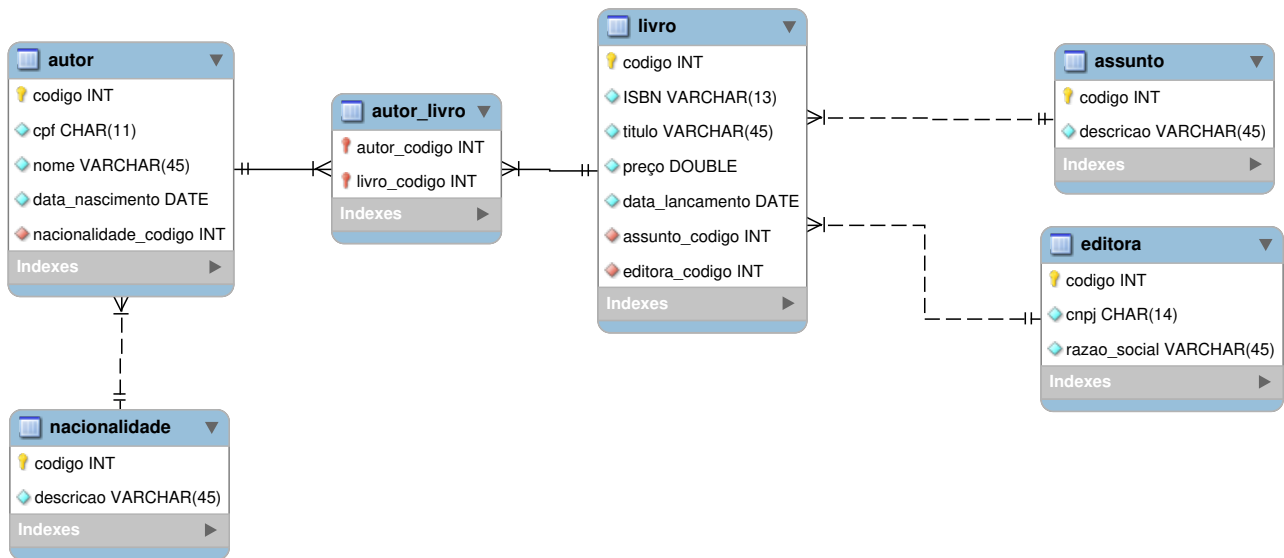 autor
codigo INT
cpf CHAR(11)
nome VARCHAR(45)
data_nascimento DATE
nacionalidade_codigo INT
Indexes
autor_livro
autor_codigo INT
livro_codigo INT
Indexes
livro
codigo INT
ISBN VARCHAR(13)
titulo VARCHAR(45)
preço DOUBLE
data_lancamento DATE
assunto_codigo INT
editora_codigo INT
Indexes
assunto
codigo INT
descricao VARCHAR(45)
Indexes
editora
codigo INT
cnpj CHAR(14)
razao_social VARCHAR(45)
Indexes
nacionalidade
codigo INT
descricao VARCHAR(45)
Indexes